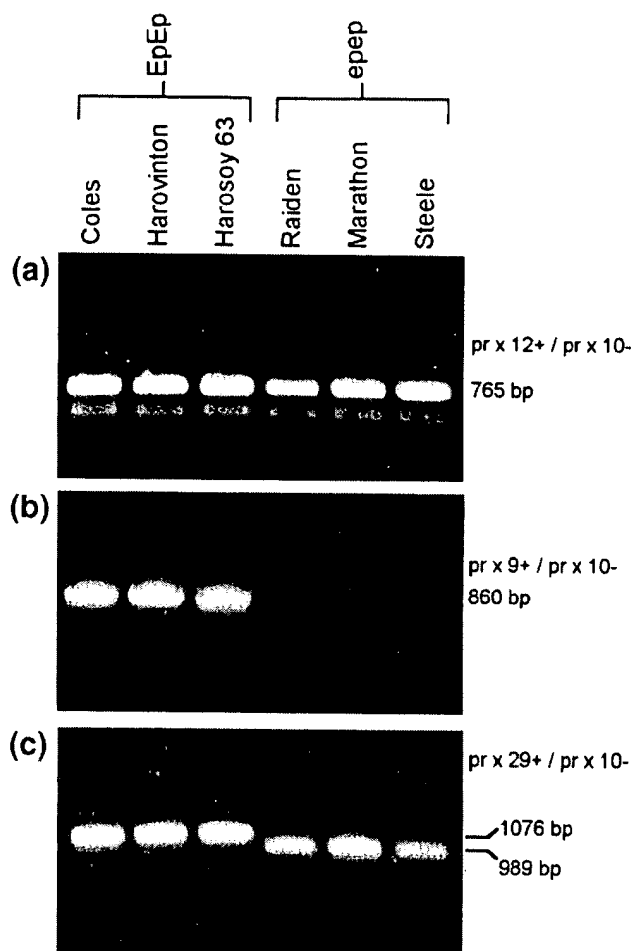 EpEp
epep
Coles
Harovinton
Harosoy 63
Raiden
Marathon
Steele
(a)
pr x 12+ / pr x 10-
765 bp
(b)
pr x 9+ / pr x 10-
860 bp
(c)
pr x 29+ / pr x 10-
1076 bp
989 bp